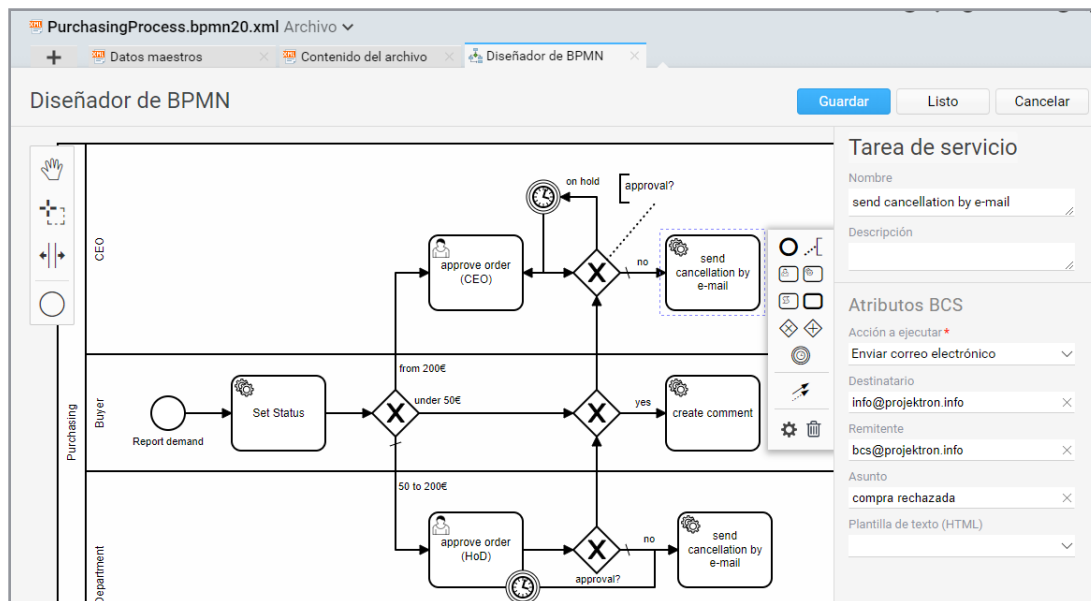 PurchasingProcess.bpmn20.xml Archivo
Datos maestros
Contenido del archivo
Diseñador de BPMN
Diseñador de BPMN
Guardar
Listo
Cancelar
Purchasing
CEO
on hold
approval?
approve order
(CEO)
no
send
cancellation by
e-mail
Buyer
from 200€
under 50€
Report demand
Set Status
yes
create comment
50 to 200€
Department
approve order
(HoD)
approval?
no
send
cancellation by
e-mail
Tarea de servicio
Nombre
send cancellation by e-mail
Descripción
Atributos BCS
Acción a ejecutar*
Enviar correo electrónico
Destinatario
info@projektron.info
Remitente
bcs@projektron.info
Asunto
compra rechazada
Plantilla de texto (HTML)